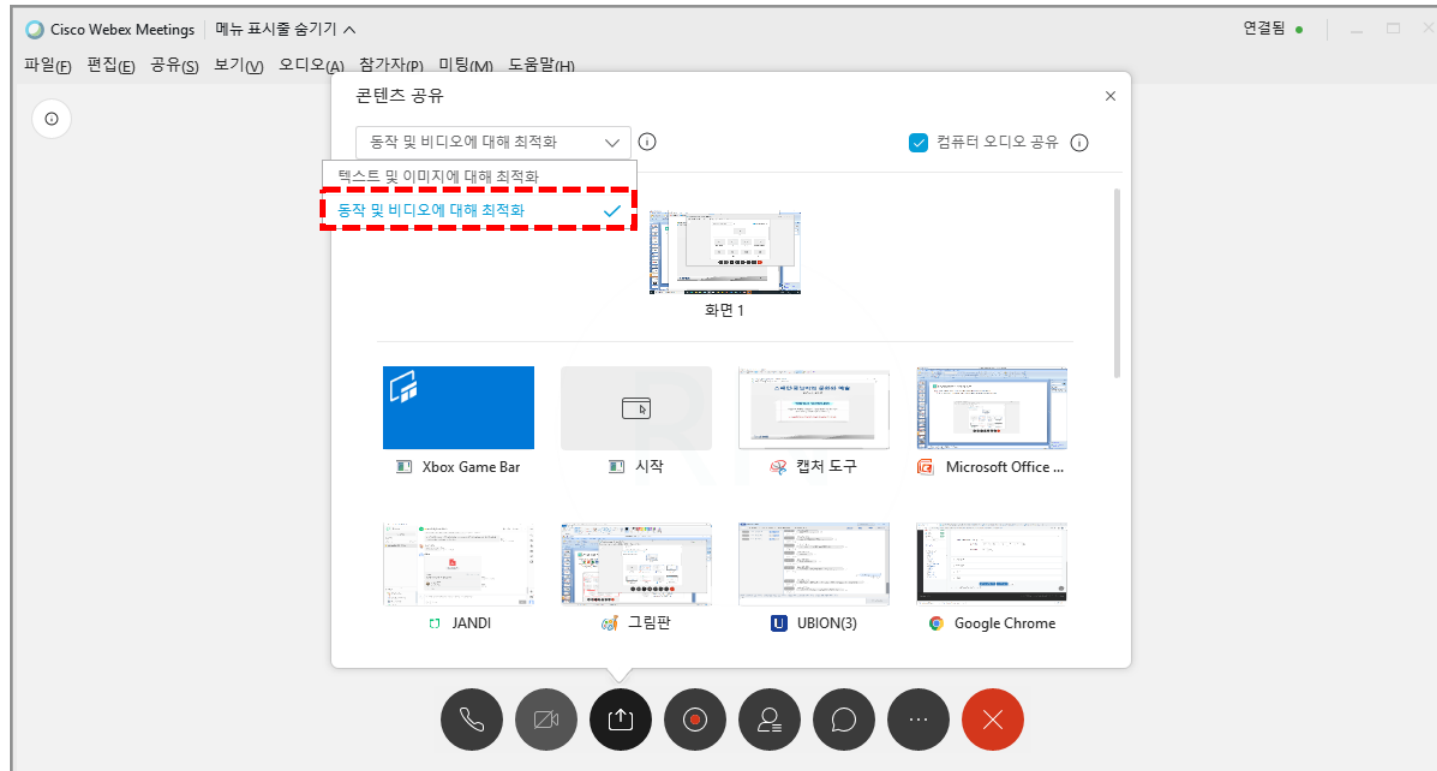 Cisco Webex Meetings 메뉴 표시줄 숨기기
연결됨
파일(F) 편집(E) 공유(S) 보기(V) 오디오(A) 참가자(P) 미팅(M) 도움말(H)
콘텐츠 공유
동작 및 비디오에 대해 최적화
컴퓨터 오디오 공유
텍스트 및 이미지에 대해 최적화
동작 및 비디오에 대해 최적화
화면 1
Xbox Game Bar
시작
캡처 도구
Microsoft Office ...
JANDI
그림판
UBION(3)
Google Chrome